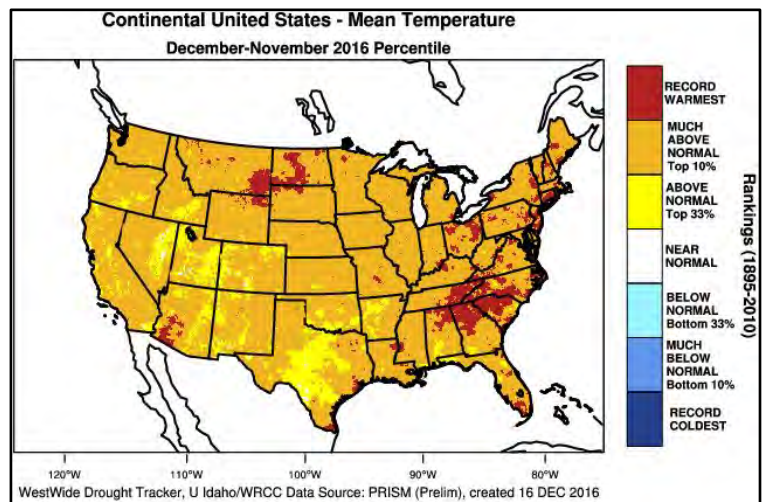 Continental United States - Mean Temperature
December-November 2016 Percentile
RECORD
WARMEST
MUCH
ABOVE
NORMAL
Top 10%
ABOVE
NORMAL
Top 33%
NEAR
NORMAL
BELOW
NORMAL
Bottom 33%
MUCH
BELOW
NORMAL
Bottom 10%
RECORD
COLDEST
Rankings (1895-2010)
120°W 110°W 100°W 90°W 80°W
WestWide Drought Tracker, U Idaho/WRCC Data Source: PRISM (Prelim), created 16 DEC 2016